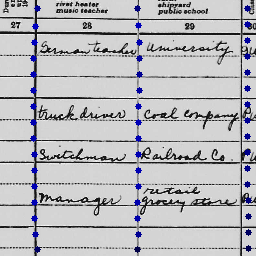 rivet heater
music teacher
shipyard
public school
27 28 29 30
German teacher University
truck driver coal company
Switchman Railroad Co.
manager retail
grocery store